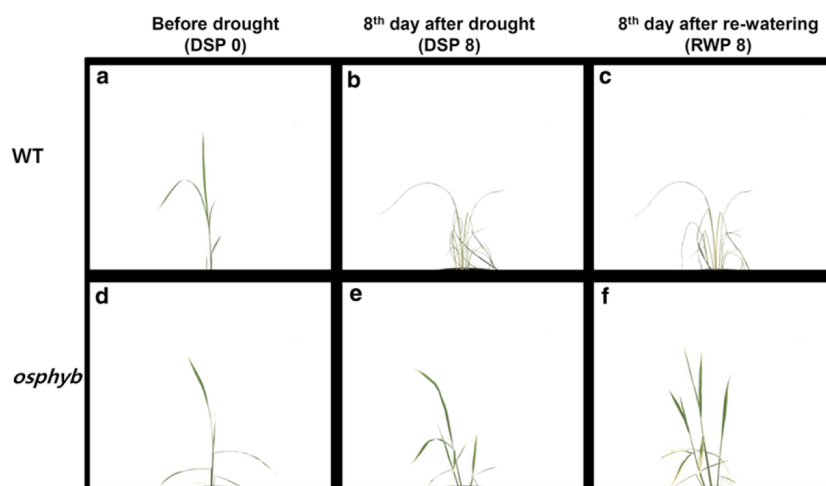 Before drought
(DSP 0)
8th day after drought
(DSP 8)
8th day after re-watering
(RWP 8)
WT
a
b
c
osphyb
d
e
f